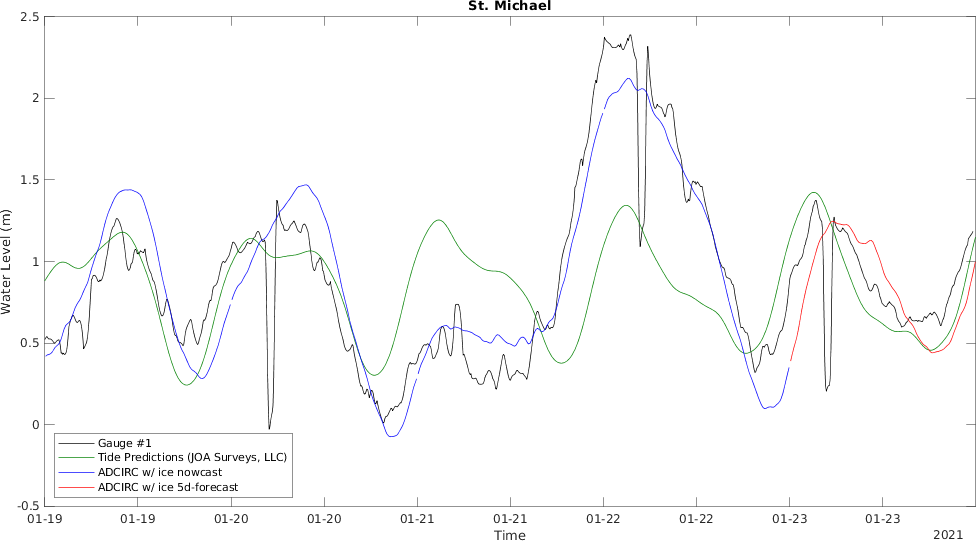 St. Michael
2.5
2
1.5
1
0.5
0
-0.5
Water Level (m)
Gauge #1
Tide Predictions (JOA Surveys, LLC)
ADCIRC w/ ice nowcast
ADCIRC w/ ice 5d-forecast
01-19 01-19 01-20 01-20 01-21 01-21 01-22 01-22 01-23 01-23
Time
2021